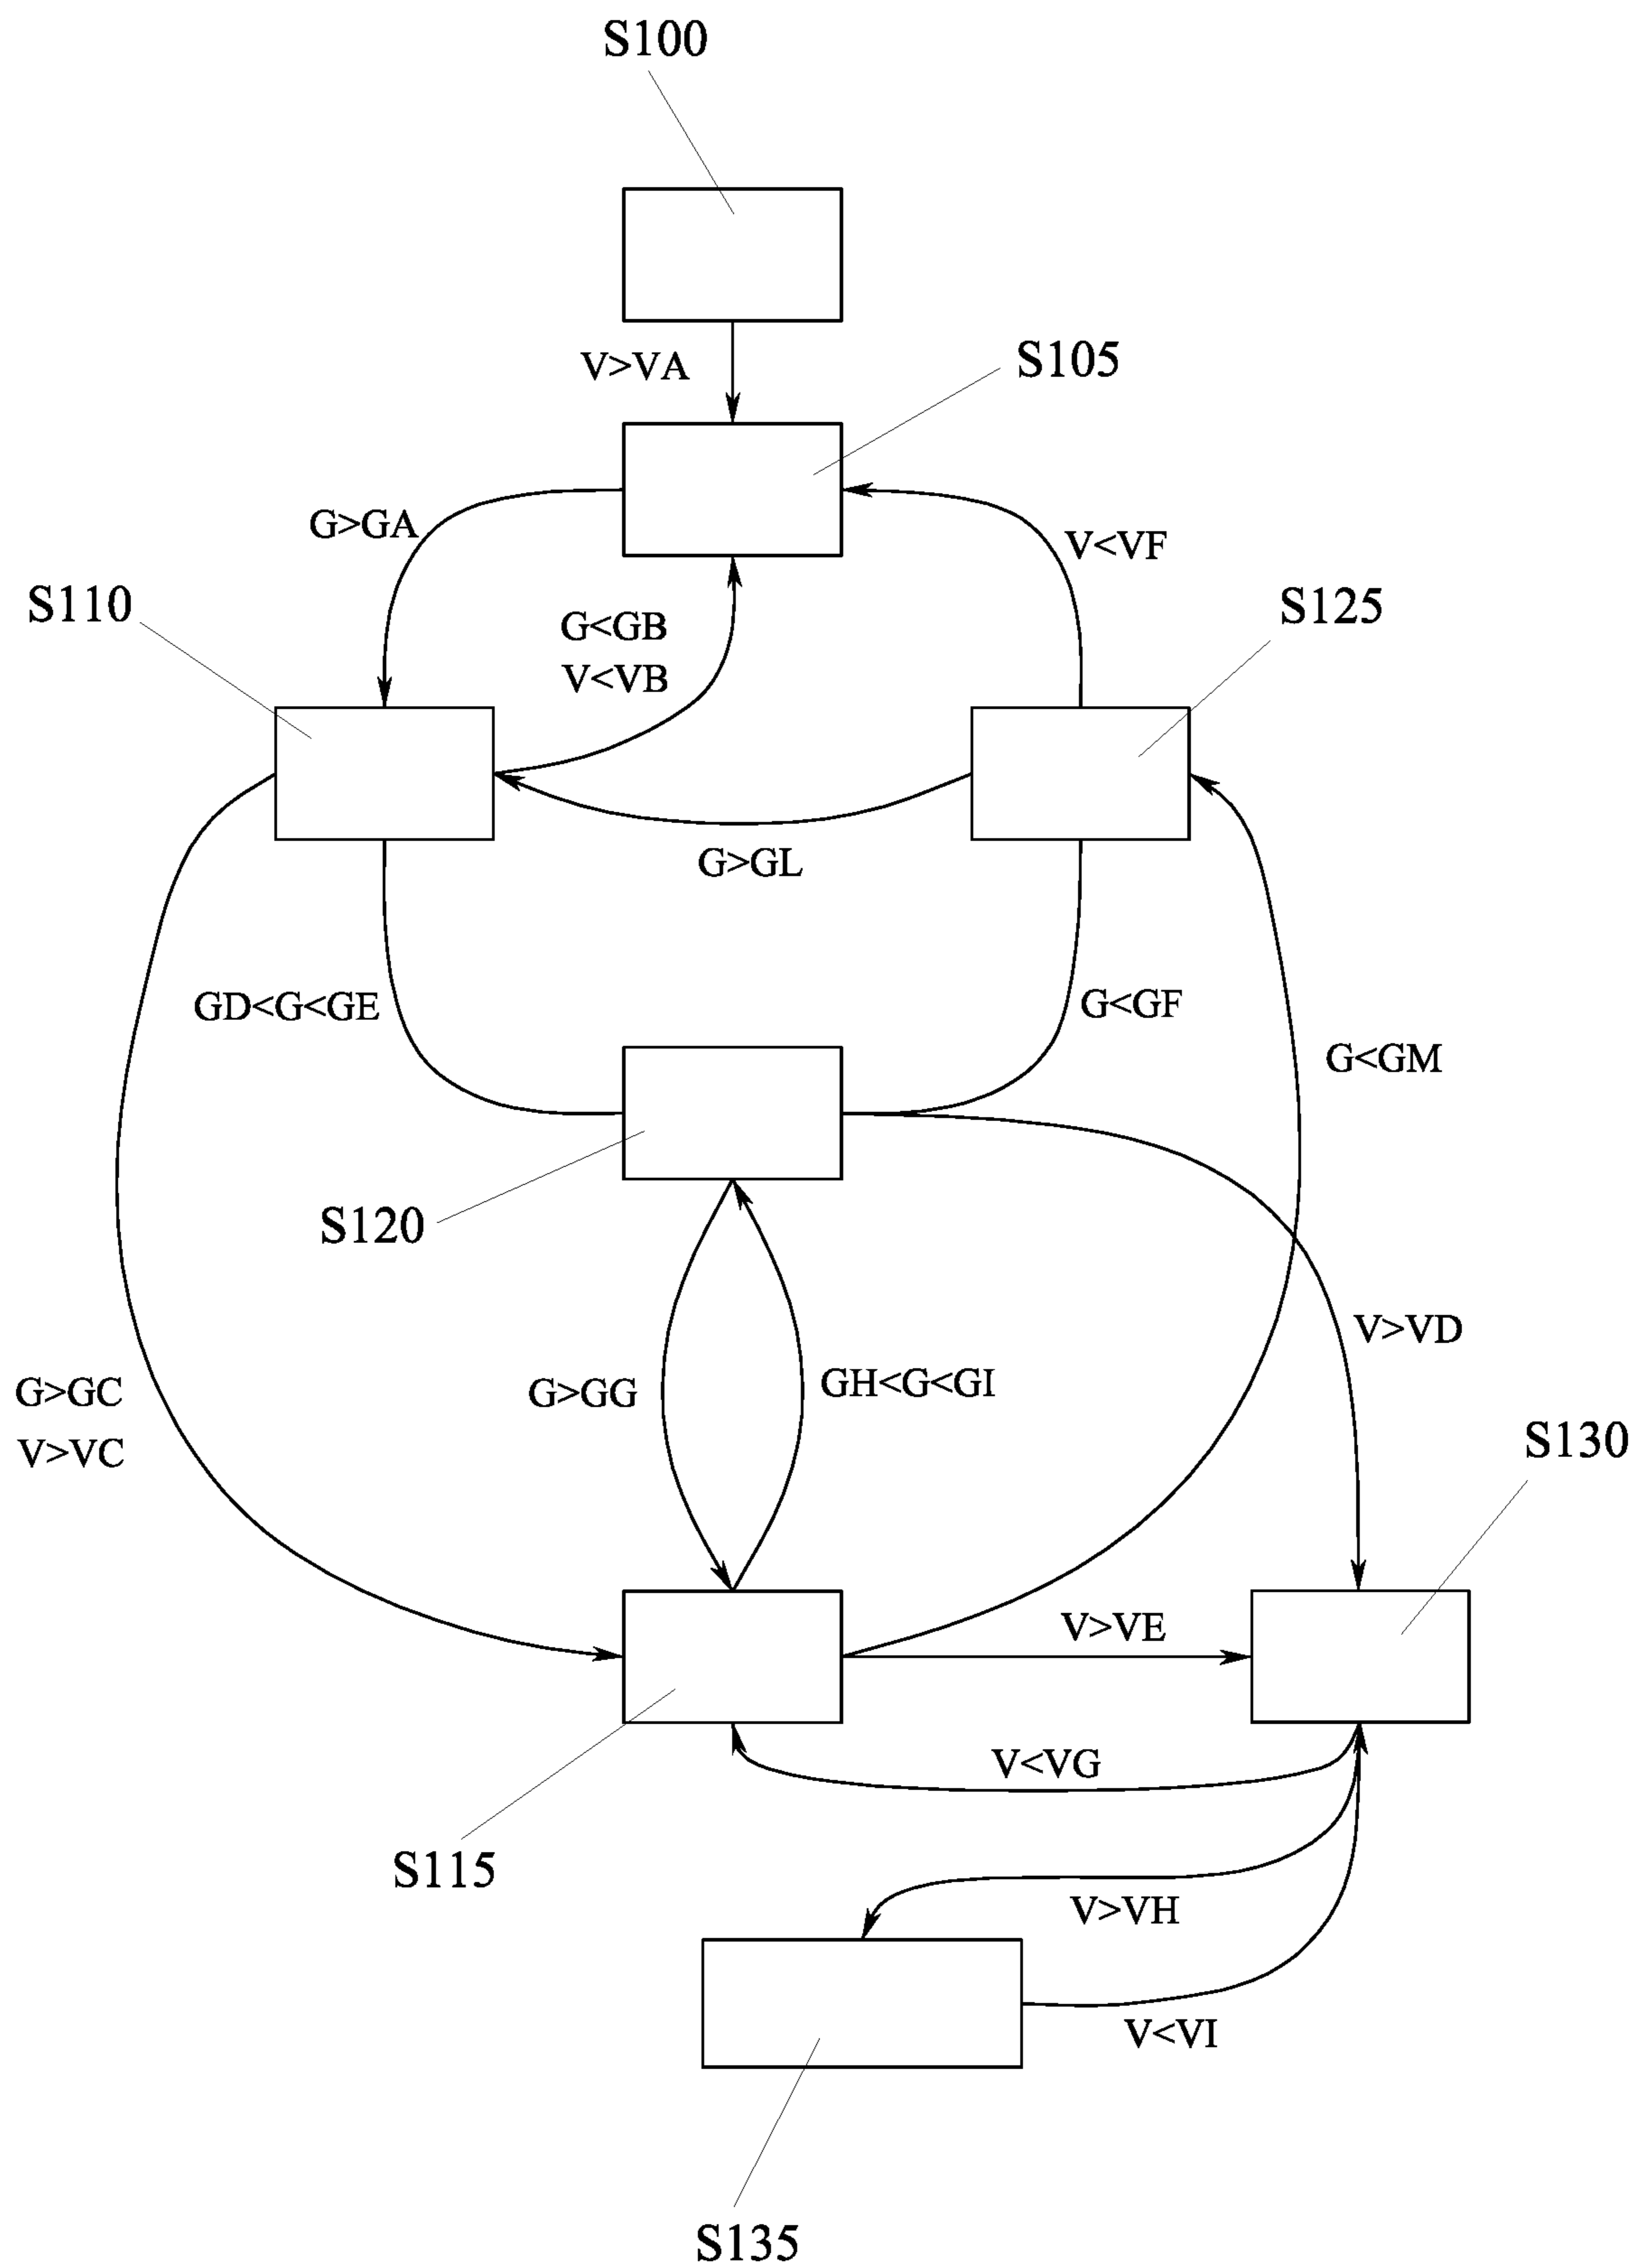 S100
V>VA
S105
G>GA
V<VF
S110
G<GB
V<VB
S125
G>GL
GD<G<GE
G<GF
G<GM
S120
V>VD
G>GG
GH<G<GI
G>GC
V>VC
S130
V>VE
V<VG
S115
V>VH
V<VI
S135